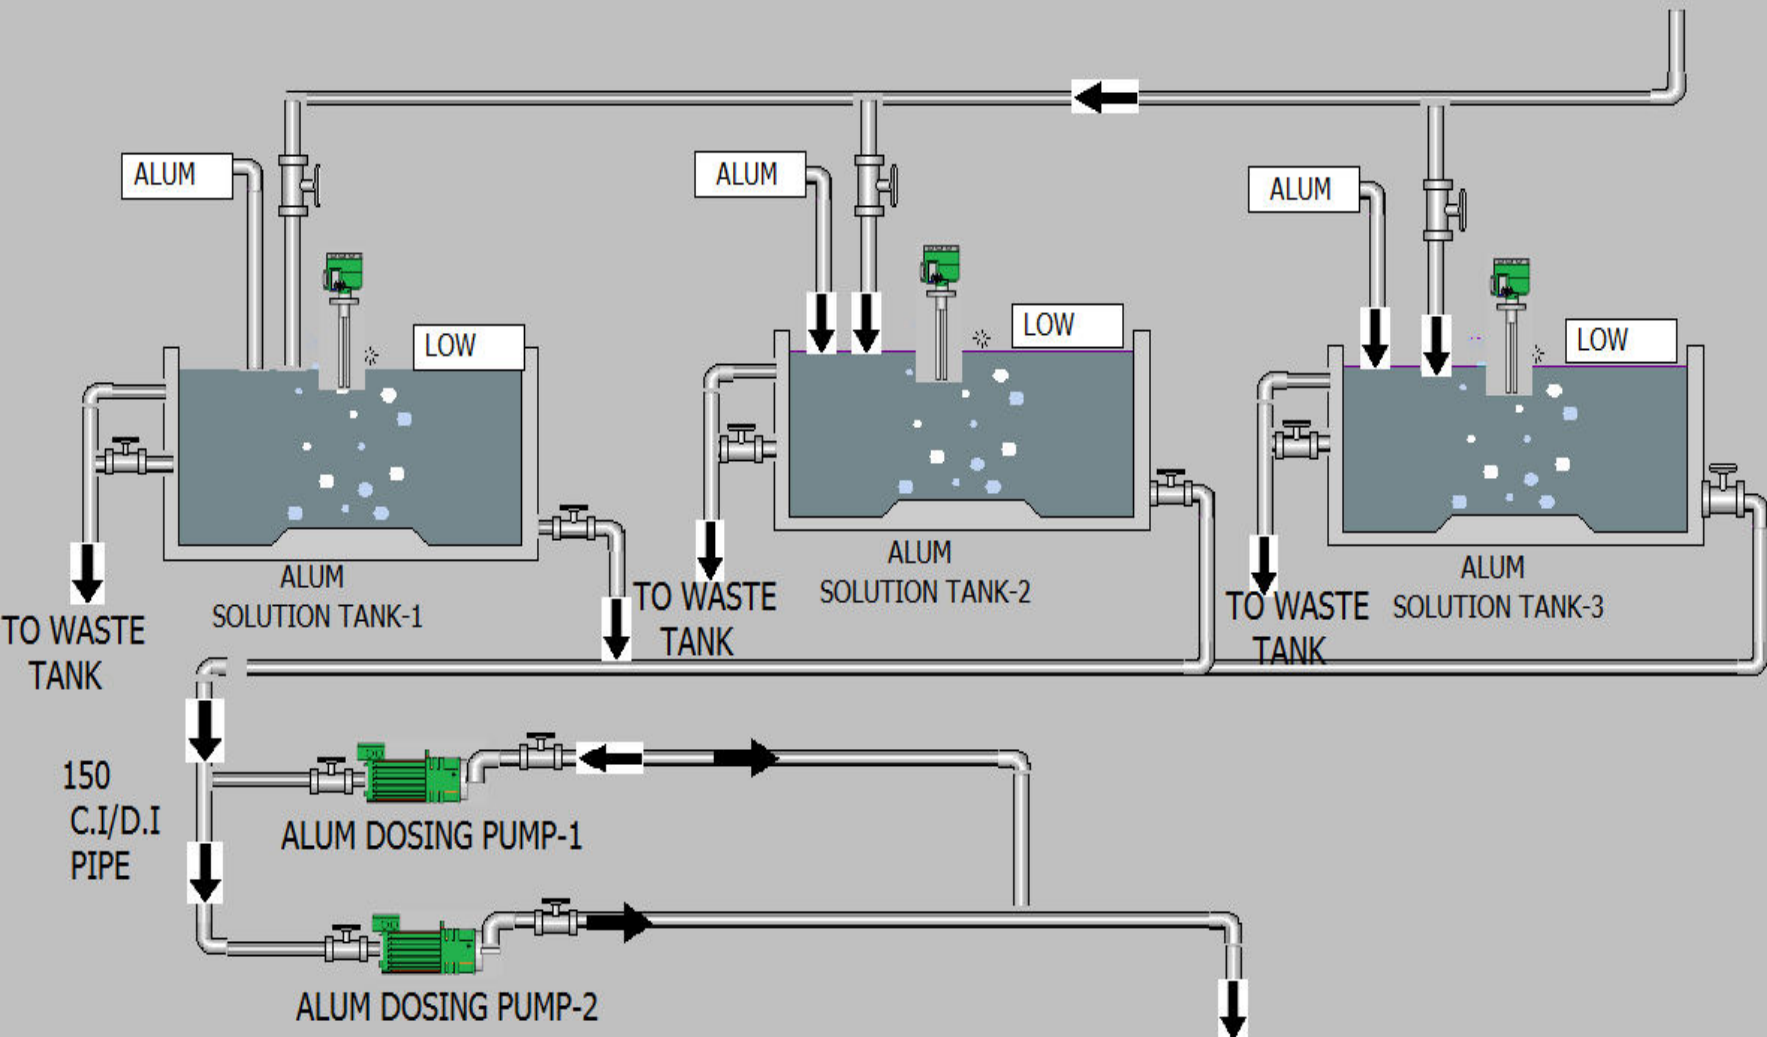 ALUM
ALUM
ALUM
LOW
LOW
LOW
ALUM
SOLUTION TANK-1
ALUM
SOLUTION TANK-2
ALUM
SOLUTION TANK-3
TO WASTE
TANK
TO WASTE
TANK
TO WASTE
TANK
150
C.I/D.I
PIPE
ALUM DOSING PUMP-1
ALUM DOSING PUMP-2